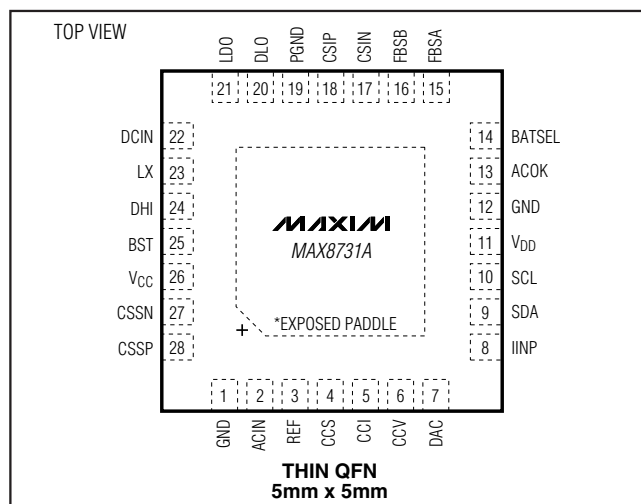 TOP VIEW
LDO DLO PGND CSIP CSIN FBSB FBSA
21 20 19 18 17 16 15
DCIN 22 14 BATSEL
LX 23 13 ACOK
DHI 24 12 GND
BST 25 11 VDD
VCC 26 10 SCL
CSSN 27 9 SDA
CSSP 28 8 IINP
MAXIM
MAX8731A
+ *EXPOSED PADDLE
1 2 3 4 5 6 7
GND ACIN REF CCS CCI CCV DAC
THIN QFN
5mm x 5mm